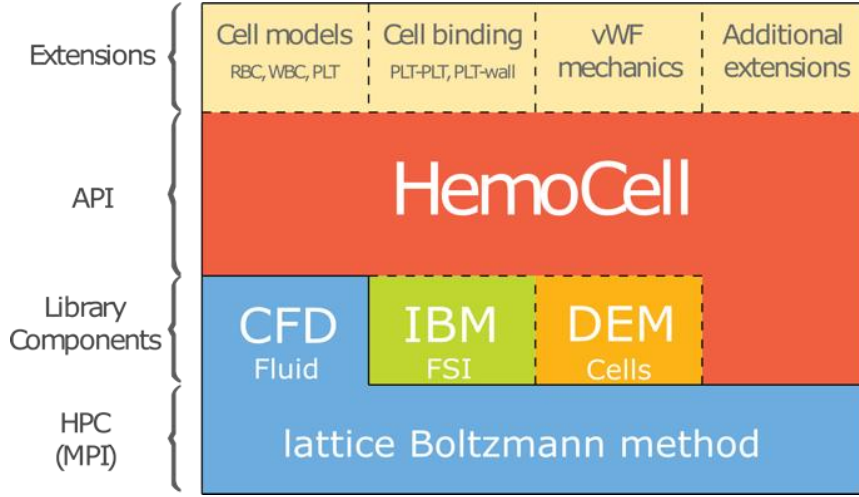 Extensions
Cell models
RBC, WBC, PLT
Cell binding
PLT-PLT, PLT-wall
vWF
mechanics
Additional
extensions
API
HemoCell
Library
Components
CFD
Fluid
IBM
FSI
DEM
Cells
HPC
(MPI)
lattice Boltzmann method